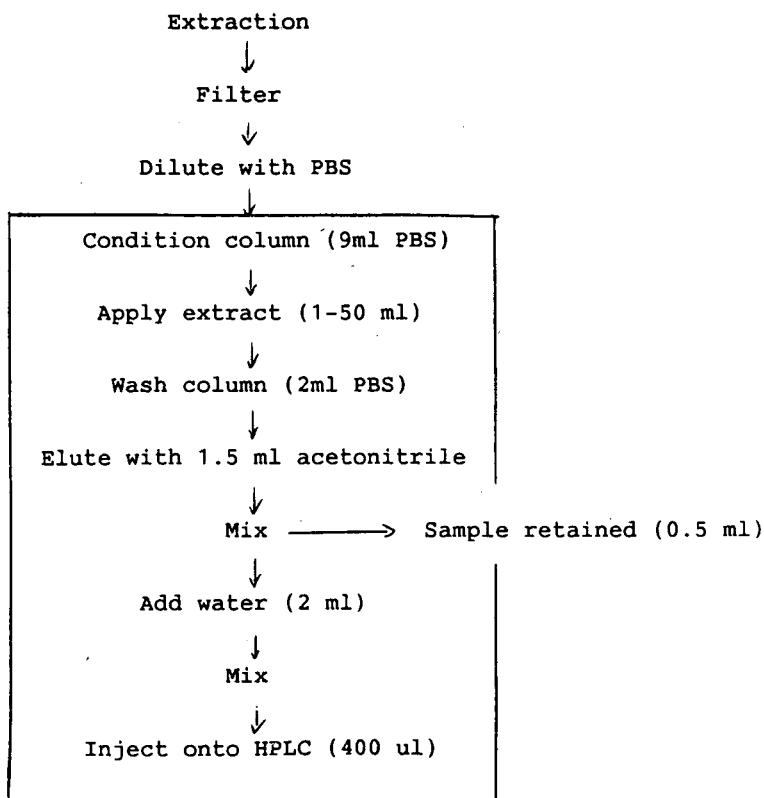 Extraction
Filter
Dilute with PBS
Condition column (9ml PBS)
Apply extract (1-50 ml)
Wash column (2ml PBS)
Elute with 1.5 ml acetonitrile
Mix
Sample retained (0.5 ml)
Add water (2 ml)
Mix
Inject onto HPLC (400 ul)